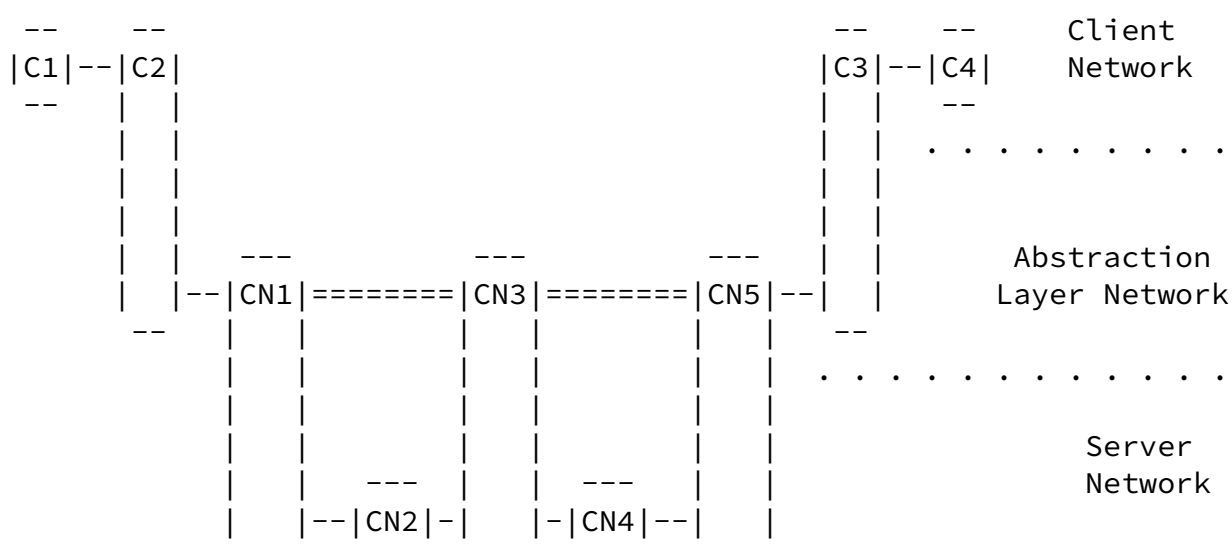 --    --                                     --    --     Client
|C1|--|C2|                                   |C3|--|C4|    Network
 --   |  |                                   |  |   --
      |  |                                   |  |  . . . . . . . . .
      |  |                                   |  |
      |  |                                   |  |
      |  |   ---          ---          ---   |  |       Abstraction
      |  |--|CN1|========|CN3|========|CN5|--|  |      Layer Network
       --   |   |        |   |        |   |   --
            |   |        |   |        |   |  . . . . . . . . . . . .
            |   |        |   |        |   |
            |   |        |   |        |   |                Server
            |   |   ---  |   |  ---   |   |                Network
            |   |--|CN2|-|   |-|CN4|--|   |